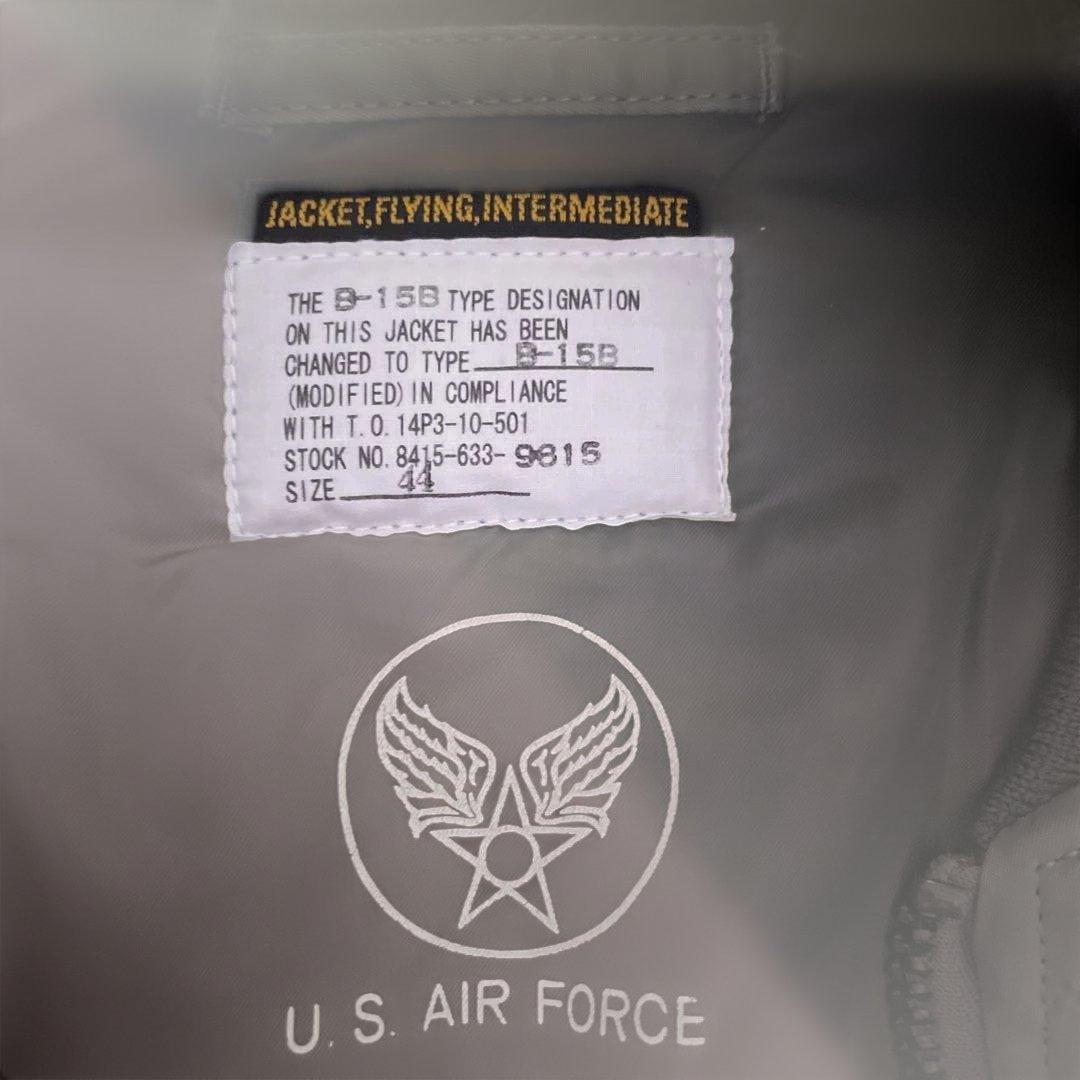 JACKET,FLYING,INTERMEDIATE
THE B-15B TYPE DESIGNATION
ON THIS JACKET HAS BEEN
CHANGED TO TYPE B-15B
(MODIFIED) IN COMPLIANCE
WITH T.O. 14P3-10-501
STOCK NO. 8415-633-9615
SIZE 44
U.S. AIR FORCE